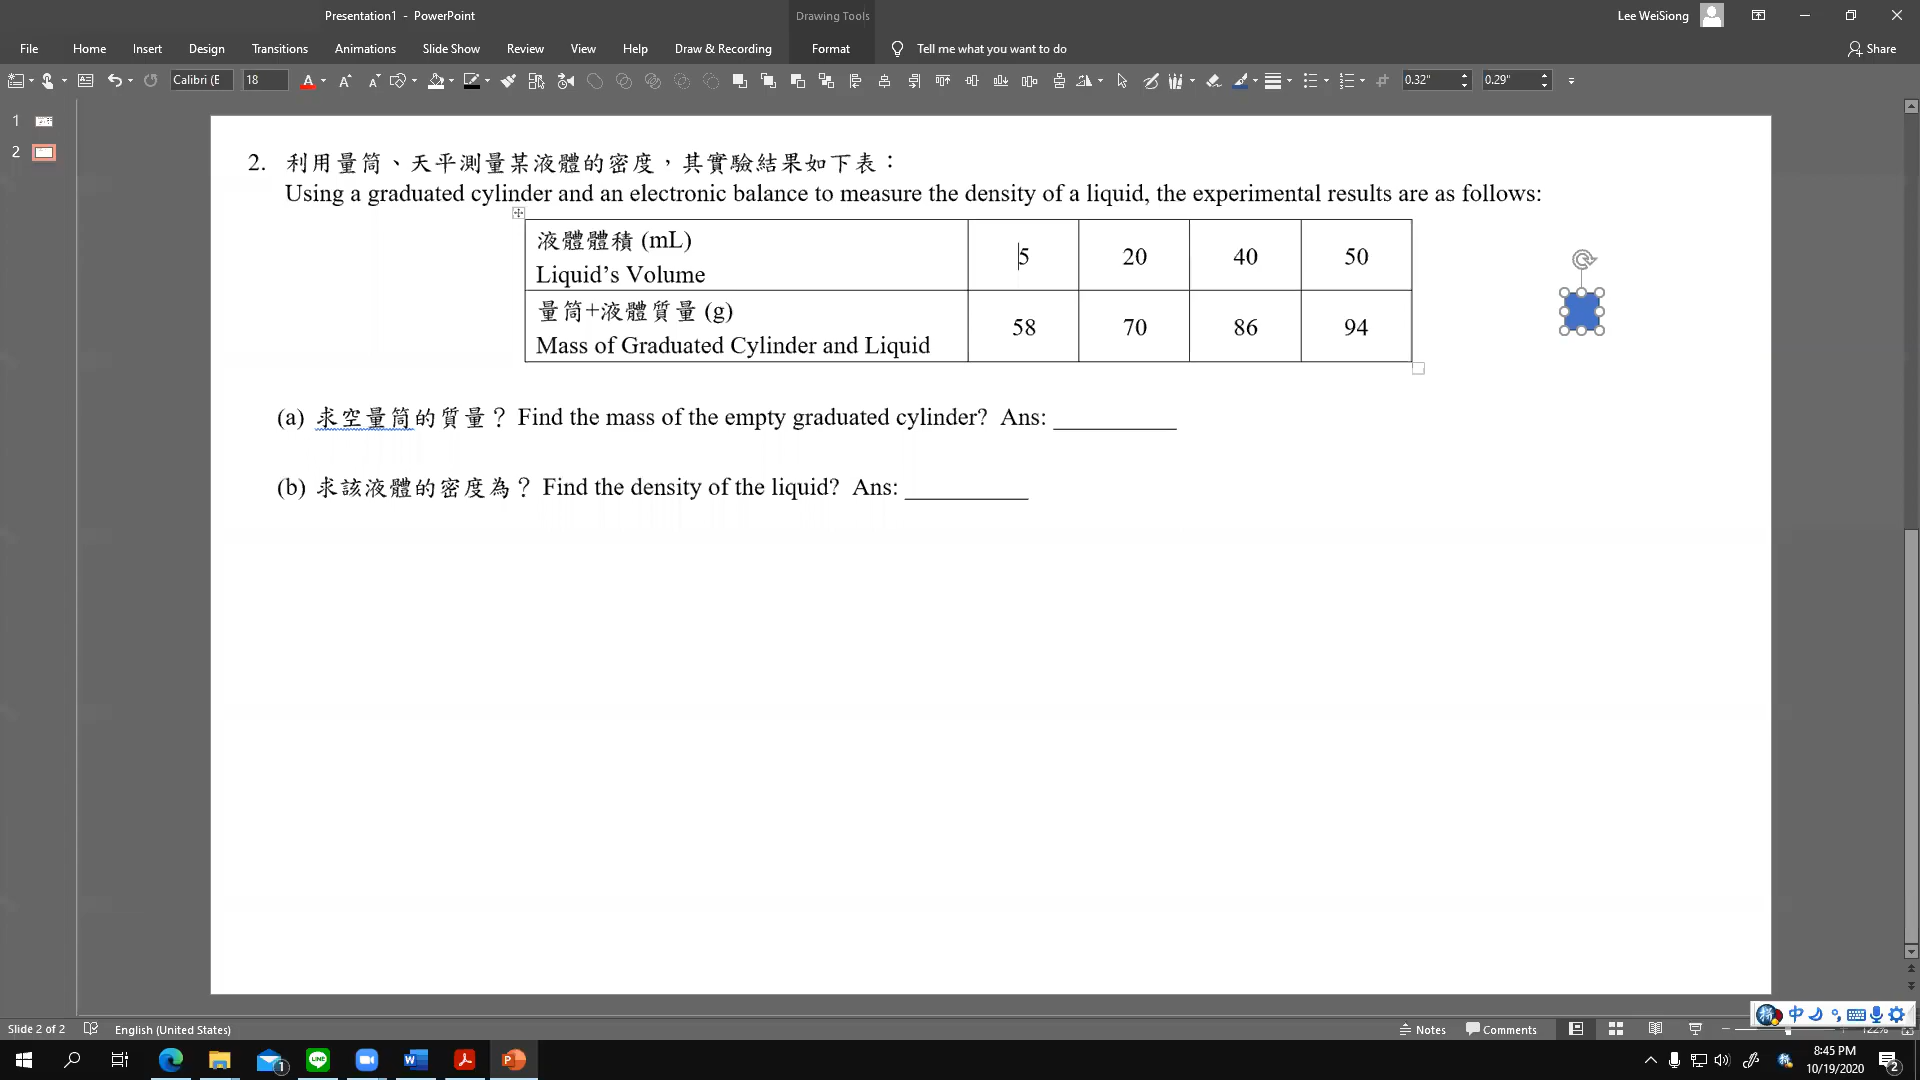 Presentation1 - PowerPoint
Drawing Tools
Lee WeiSiong
File Home Insert Design Transitions Animations Slide Show Review View Help Draw & Recording Format Tell me what you want to do Share
Calibri (E 18 0.32" 0.29"
1
2
2. 利用量筒、天平測量某液體的密度，其實驗結果如下表：
Using a graduated cylinder and an electronic balance to measure the density of a liquid, the experimental results are as follows:
液體體積 (mL)
Liquid’s Volume
5 20 40 50
量筒+液體質量 (g)
Mass of Graduated Cylinder and Liquid
58 70 86 94
(a) 求空量筒的質量？ Find the mass of the empty graduated cylinder? Ans: __________
(b) 求該液體的密度為？ Find the density of the liquid? Ans: __________
Slide 2 of 2 English (United States) Notes Comments 122%
中
8:45 PM
10/19/2020